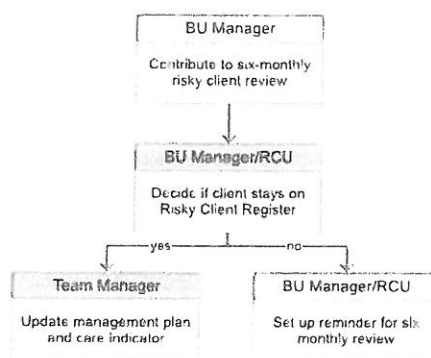 BU Manager
Contribute to six-monthly
risky client review
BU Manager/RCU
Decide if client stays on
Risky Client Register
yes
no
Team Manager
Update management plan
and care indicator
BU Manager/RCU
Set up reminder for six
monthly review